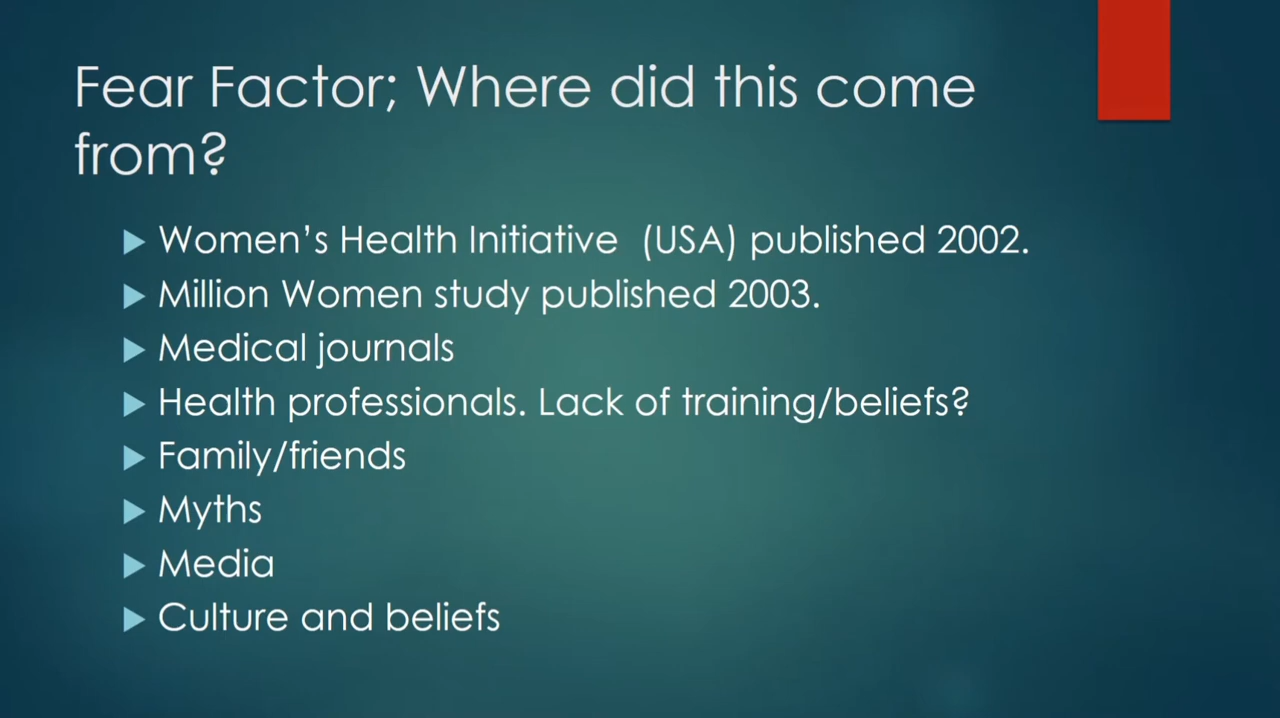 Fear Factor; Where did this come
from?
Women's Health Initiative  (USA) published 2002.
Million Women study published 2003.
Medical journals
Health professionals. Lack of training/beliefs?
Family/friends
Myths
Media
Culture and beliefs